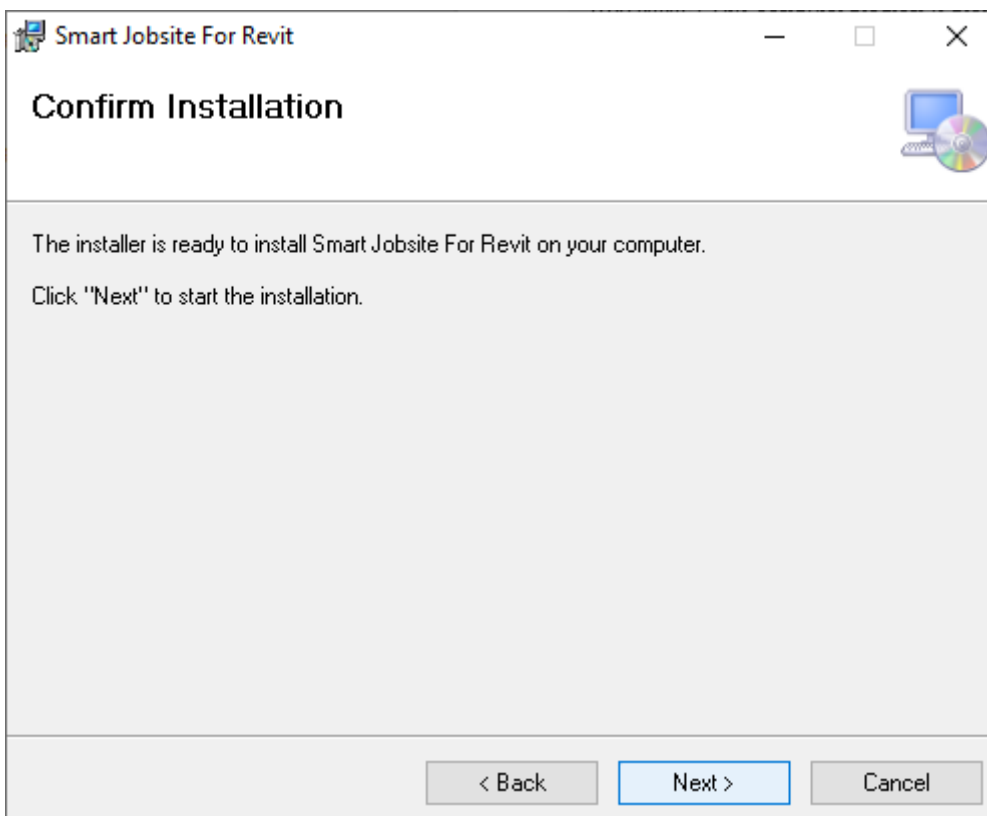 Smart Jobsite For Revit
Confirm Installation
The installer is ready to install Smart Jobsite For Revit on your computer.
Click "Next" to start the installation.
< Back
Next >
Cancel